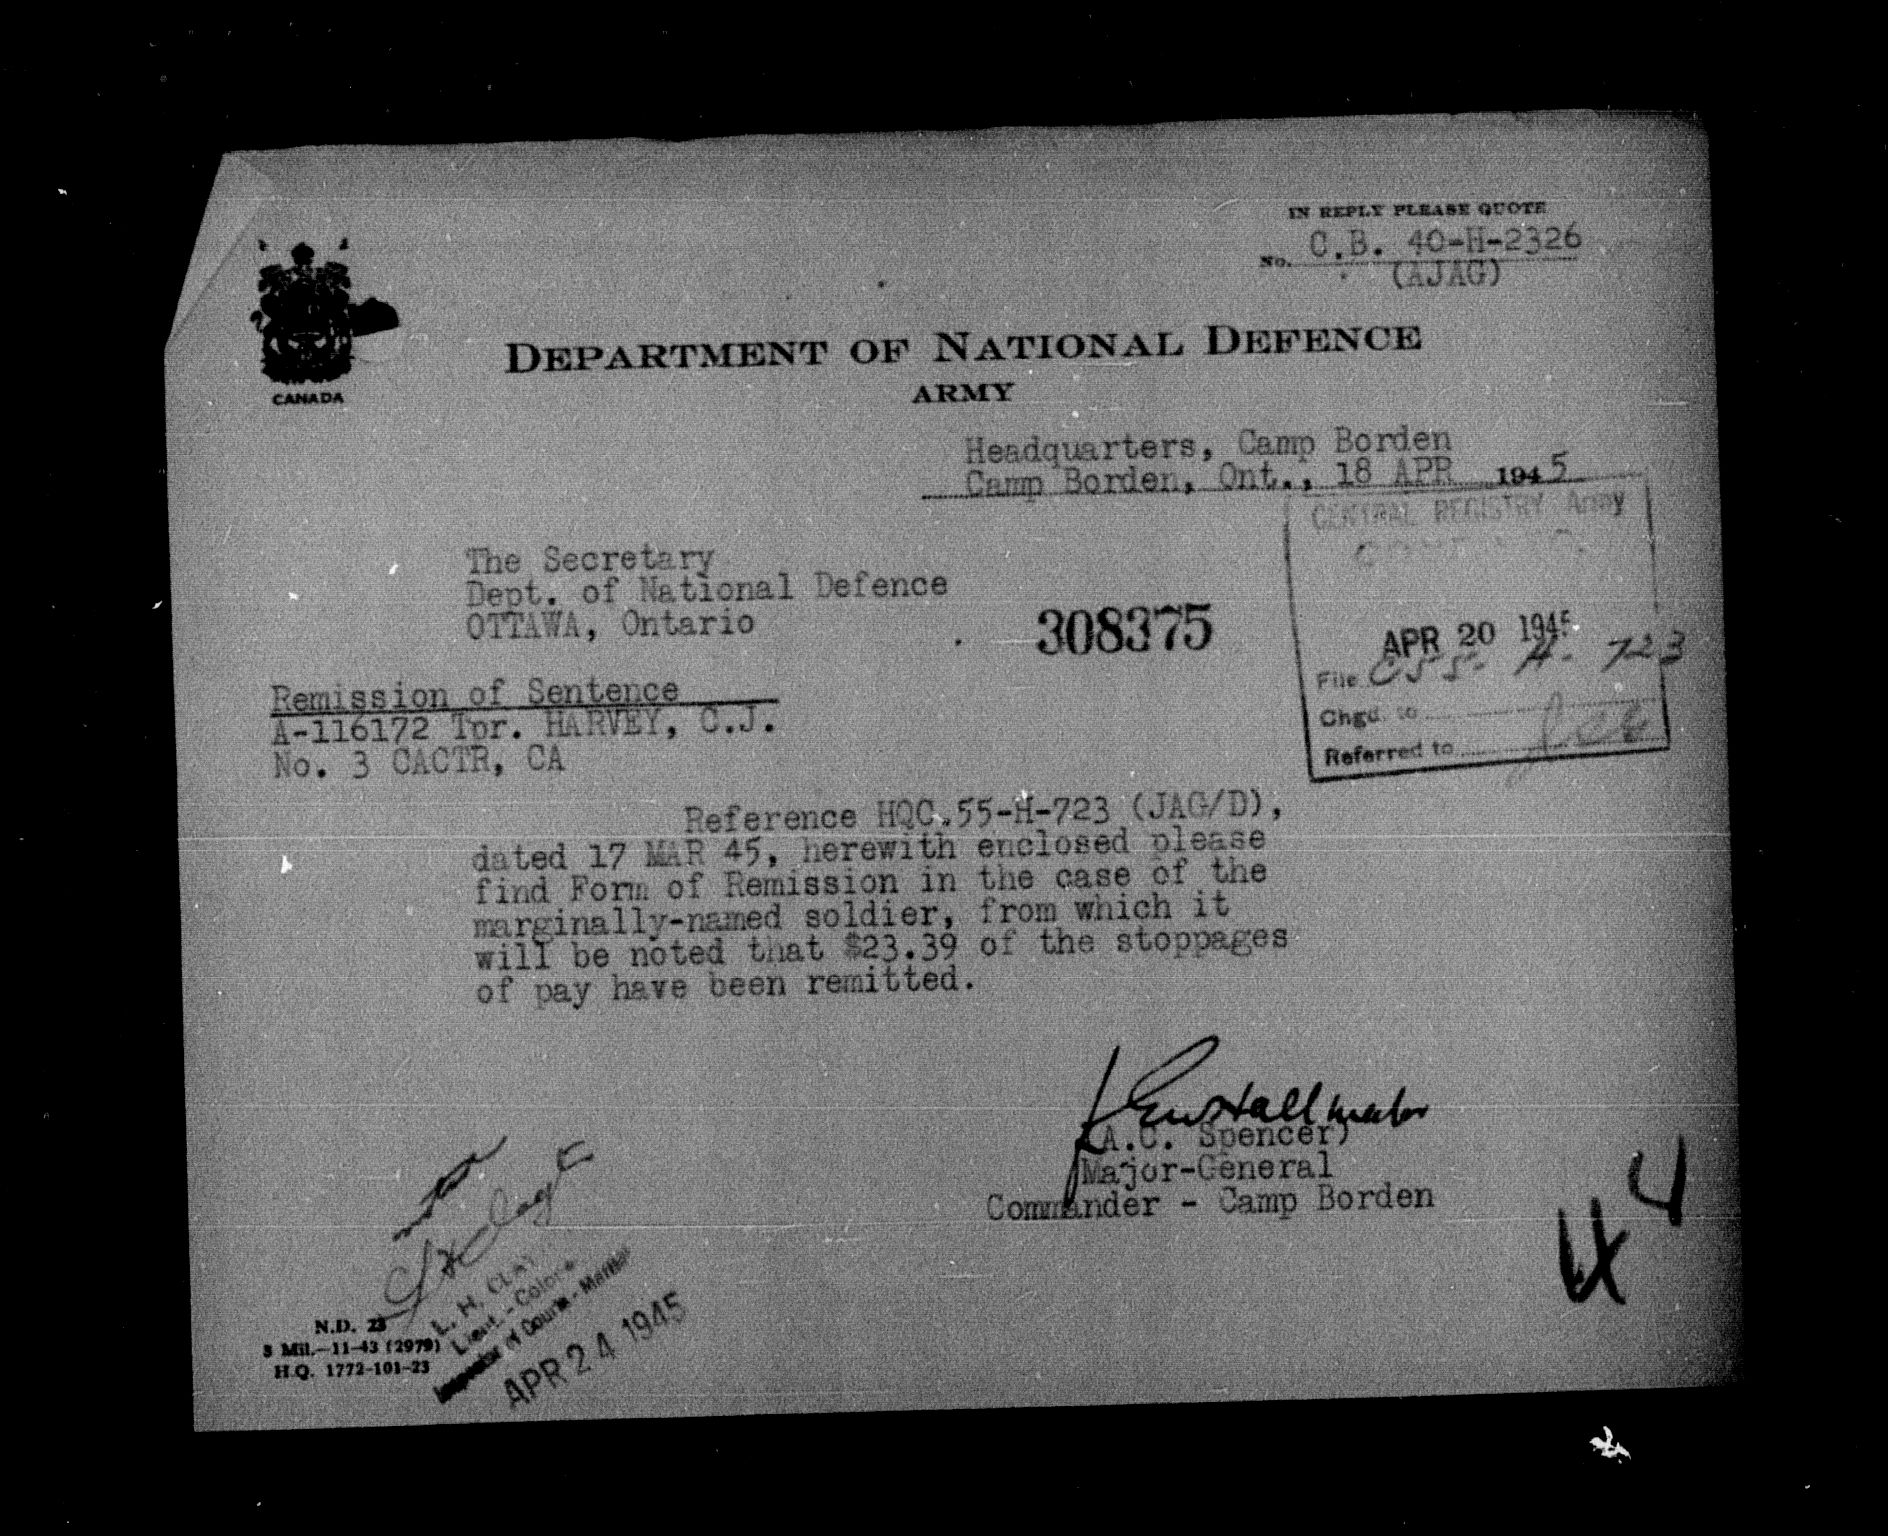 IN REPLY PLEASE QUOTE
No. C.B. 40-H-2326
(AJAG)
CANADA
DEPARTMENT OF NATIONAL DEFENCE
ARMY
Headquarters, Camp Borden
Camp Borden, Ont., 18 APR 1945
CENTRAL REGISTRY Army
The Secretary
Dept. of National Defence
OTTAWA, Ontario
308375
APR 20 1945
File C 55-H-723
Chgd. to
Referred to
Remission of Sentence
A-116172 Tpr. HARVEY, C.J.
No. 3 CACTR, CA
Reference HQC.55-H-723 (JAG/D),
dated 17 MAR 45, herewith enclosed please
find Form of Remission in the case of the
marginally-named soldier, from which it
will be noted that $23.39 of the stoppages
of pay have been remitted.
(A.C. Spencer)
Major-General
Commander - Camp Borden
44
L. H. CLAY
Lieut.-Colonel
of Courts-Martial
APR 24 1945
N.D. 23
3 Mil.-11-43 (2979)
H.Q. 1772-101-23